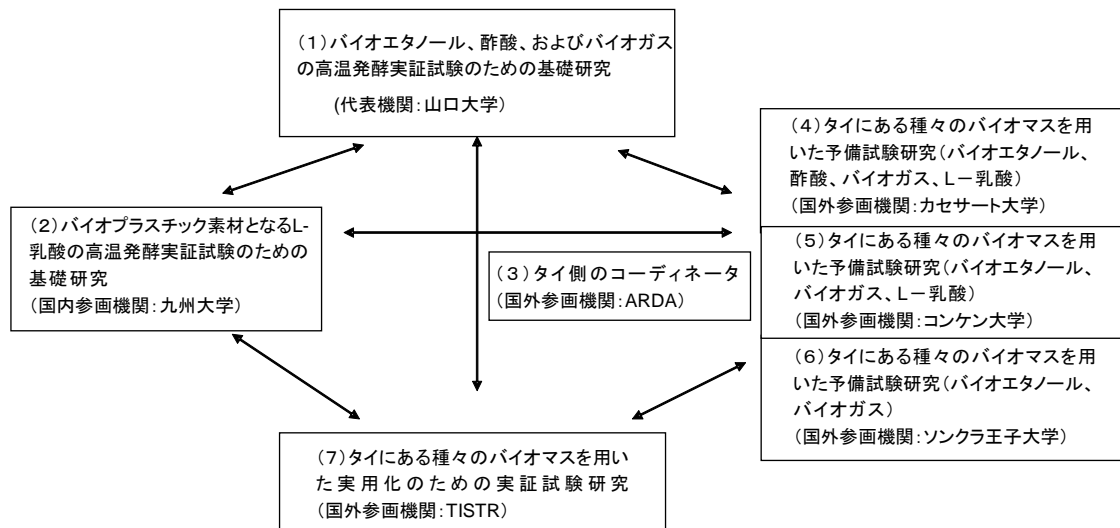 （１）バイオエタノール、酢酸、およびバイオガス
の高温発酵実証試験のための基礎研究
(代表機関：山口大学）
（２）バイオプラスチック素材となるL-
乳酸の高温発酵実証試験のための
基礎研究
（国内参画機関：九州大学）
（３）タイ側のコーディネータ
（国外参画機関：ARDA）
（４）タイにある種々のバイオマスを用
いた予備試験研究（バイオエタノール、
酢酸、バイオガス、Ｌ－乳酸）
（国外参画機関：カセサート大学）
（５）タイにある種々のバイオマスを用
いた予備試験研究（バイオエタノール、
バイオガス、Ｌ－乳酸）
（国外参画機関：コンケン大学）
（６）タイにある種々のバイオマスを用
いた予備試験研究（バイオエタノール、
バイオガス）
（国外参画機関：ソンクラ王子大学）
（７）タイにある種々のバイオマスを用い
た実用化のための実証試験研究
（国外参画機関：TISTR）